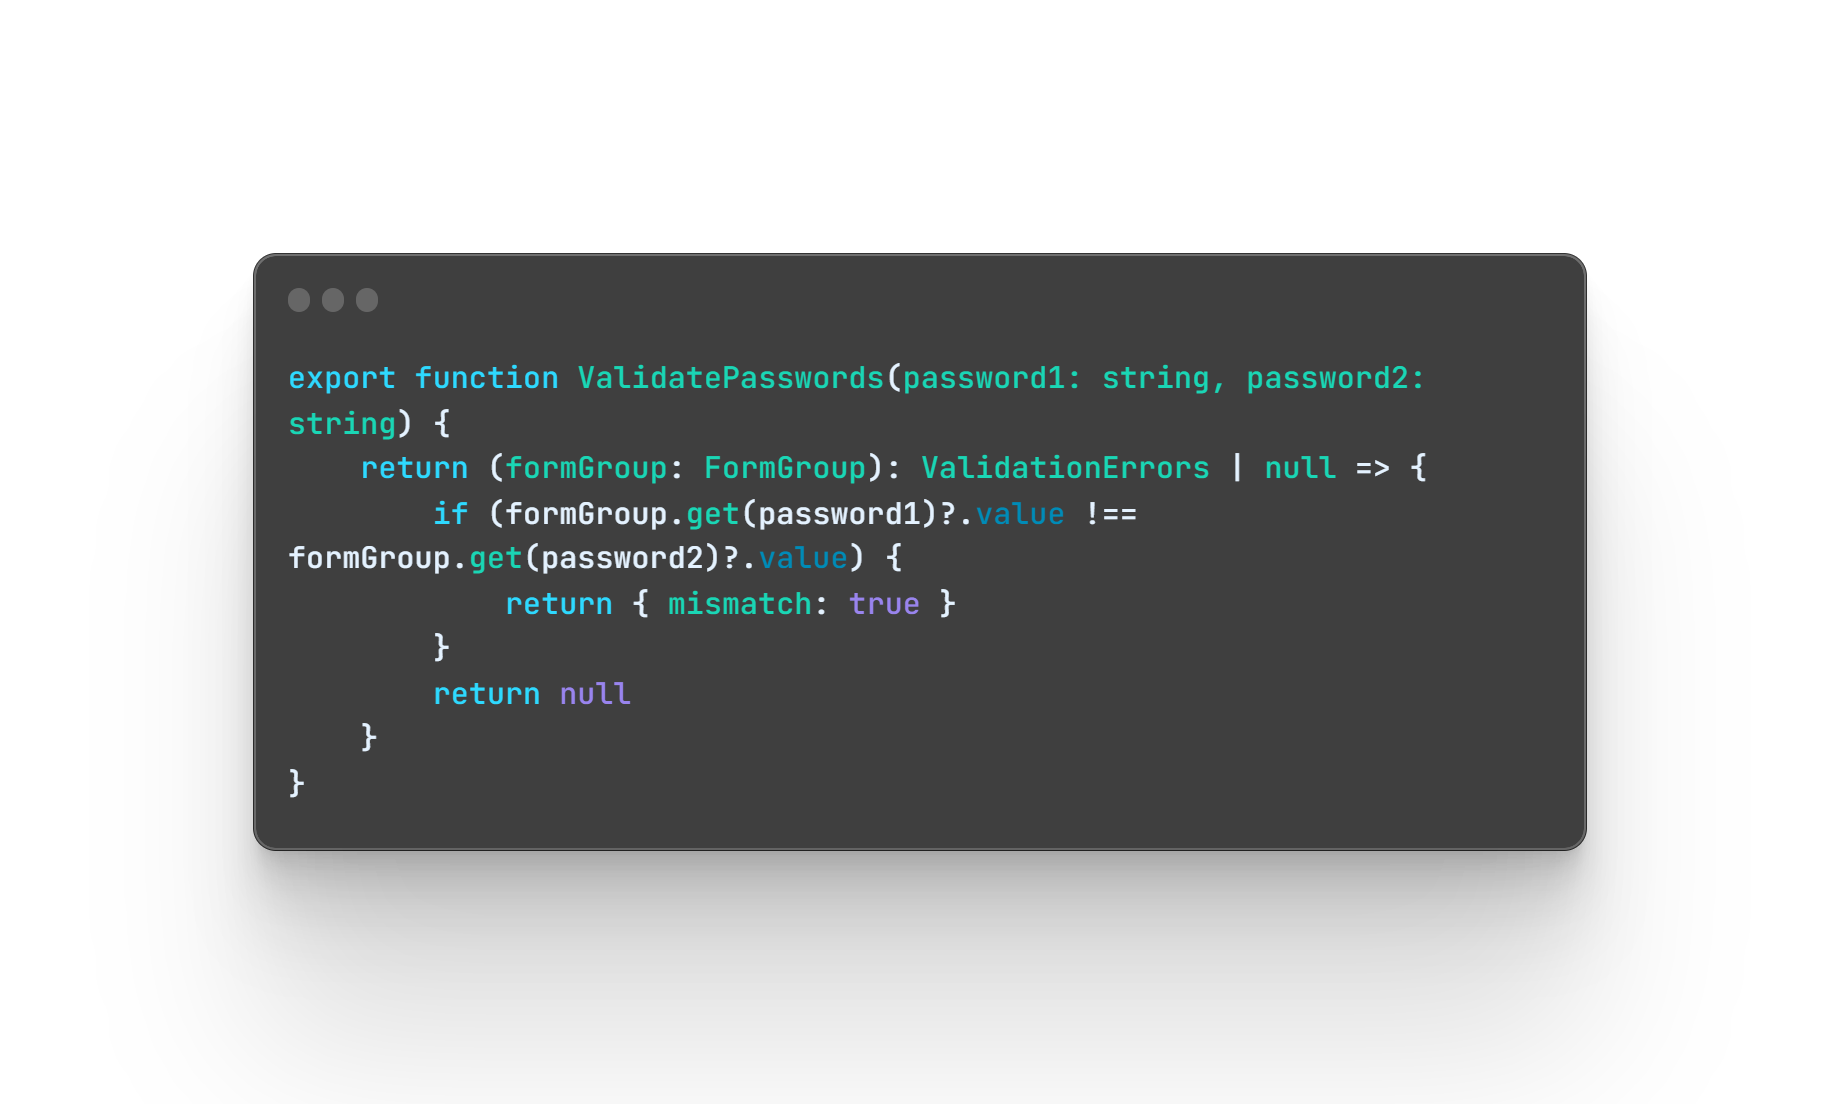 export function ValidatePasswords(password1: string, password2:
string) {
    return (formGroup: FormGroup): ValidationErrors | null => {
        if (formGroup.get(password1)?.value !==
formGroup.get(password2)?.value) {
            return { mismatch: true }
        }
        return null
    }
}